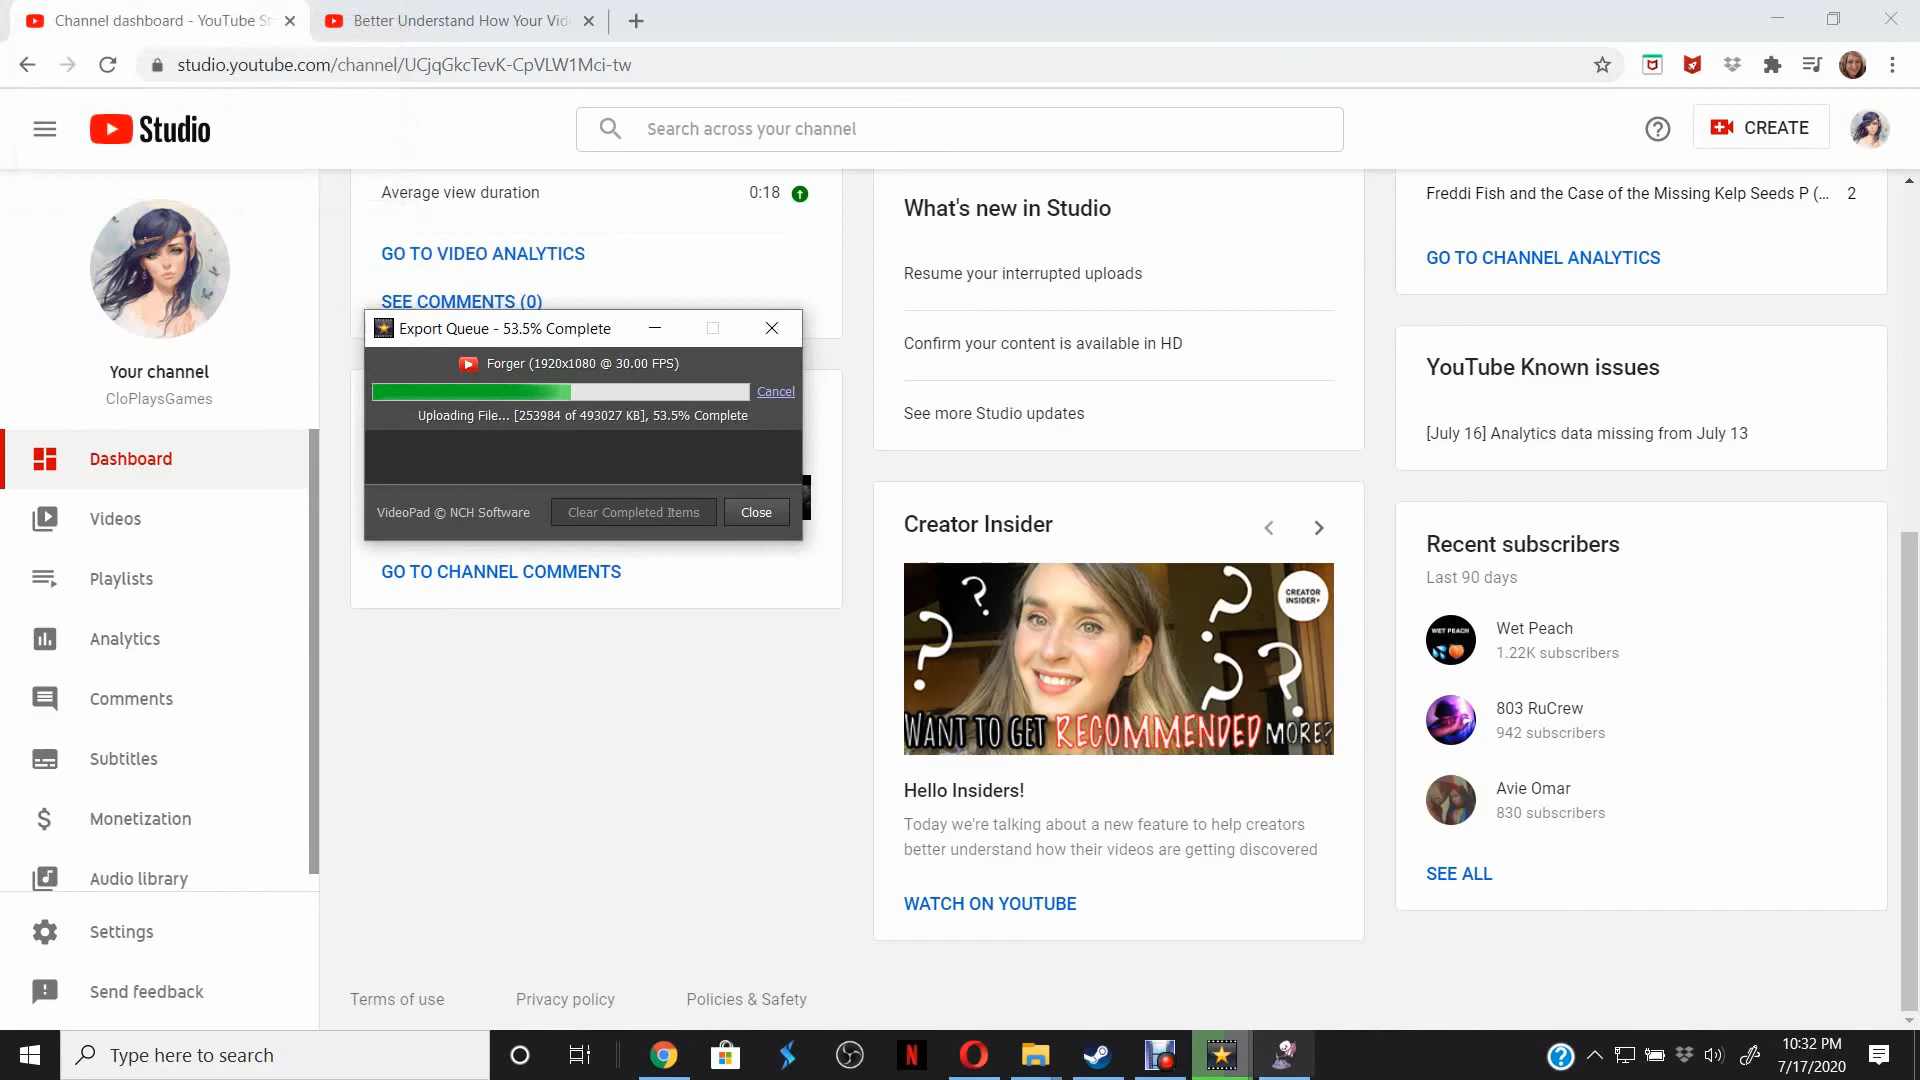 Channel dashboard - YouTube St
Better Understand How Your Vid
studio.youtube.com/channel/UCjqGkcTevK-CpVLW1Mci-tw
Studio
Search across your channel
CREATE
Your channel
CloPlaysGames
Dashboard
Videos
Playlists
Analytics
Comments
Subtitles
Monetization
Audio library
Settings
Send feedback
Average view duration 0:18
GO TO VIDEO ANALYTICS
SEE COMMENTS (0)
Export Queue - 53.5% Complete
Forger (1920x1080 @ 30.00 FPS)
Cancel
Uploading File... [253984 of 493027 KB], 53.5% Complete
VideoPad © NCH Software
Clear Completed Items
Close
GO TO CHANNEL COMMENTS
What's new in Studio
Resume your interrupted uploads
Confirm your content is available in HD
See more Studio updates
Creator Insider
CREATOR
INSIDER
WANT TO GET RECOMMENDED MORE?
Hello Insiders!
Today we're talking about a new feature to help creators
better understand how their videos are getting discovered
WATCH ON YOUTUBE
Freddi Fish and the Case of the Missing Kelp Seeds P (... 2
GO TO CHANNEL ANALYTICS
YouTube Known issues
[July 16] Analytics data missing from July 13
Recent subscribers
Last 90 days
WET PEACH
Wet Peach
1.22K subscribers
803 RuCrew
942 subscribers
Avie Omar
830 subscribers
SEE ALL
Terms of use
Privacy policy
Policies & Safety
Type here to search
10:32 PM
7/17/2020